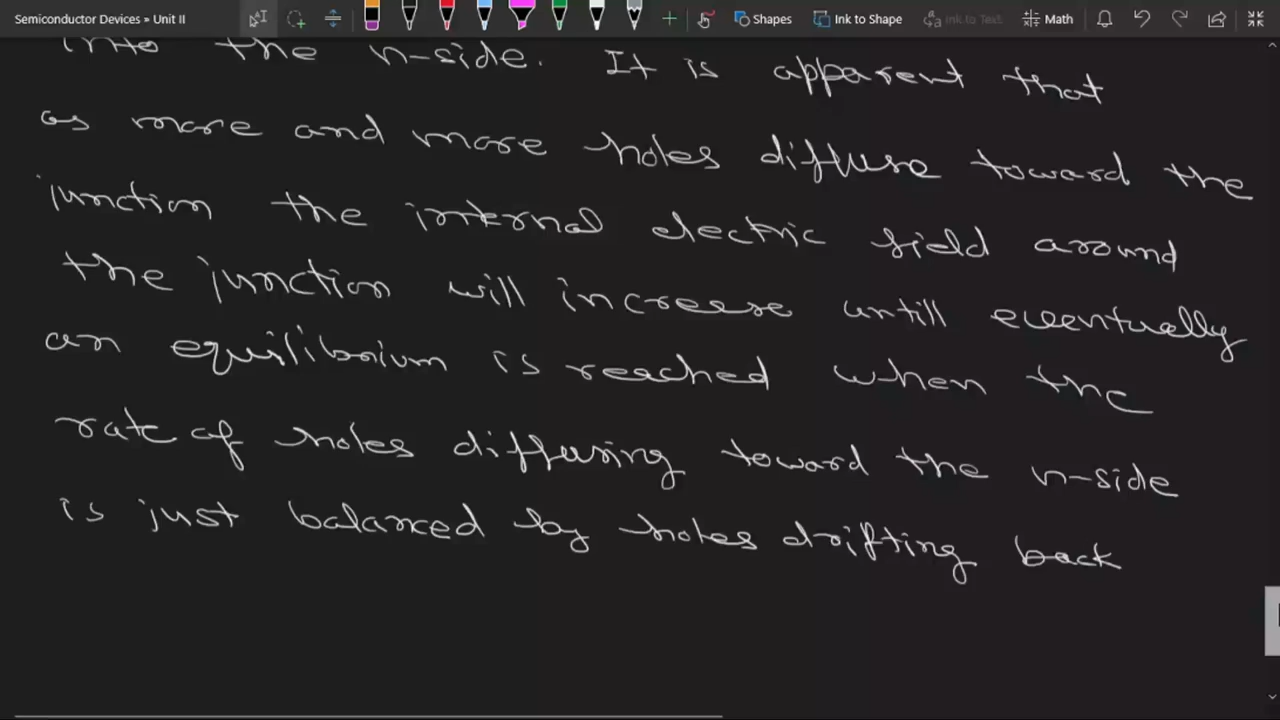 Semiconductor Devices » Unit II
Shapes
Ink to Shape
Ink to Text
Math
into the n-side. It is apparent that
as more and more holes diffuse toward the
junction the internal electric field around
the junction will increese untill eventually
an equilibrium is reached when the
rate of holes diffusing toward the n-side
is just balanced by holes drifting back